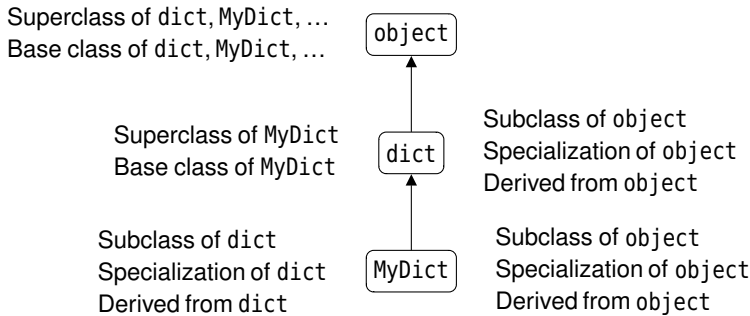 Superclass of dict, MyDict, …
Base class of dict, MyDict, …
object
Superclass of MyDict
Base class of MyDict
dict
Subclass of object
Specialization of object
Derived from object
Subclass of dict
Specialization of dict
Derived from dict
MyDict
Subclass of object
Specialization of object
Derived from object